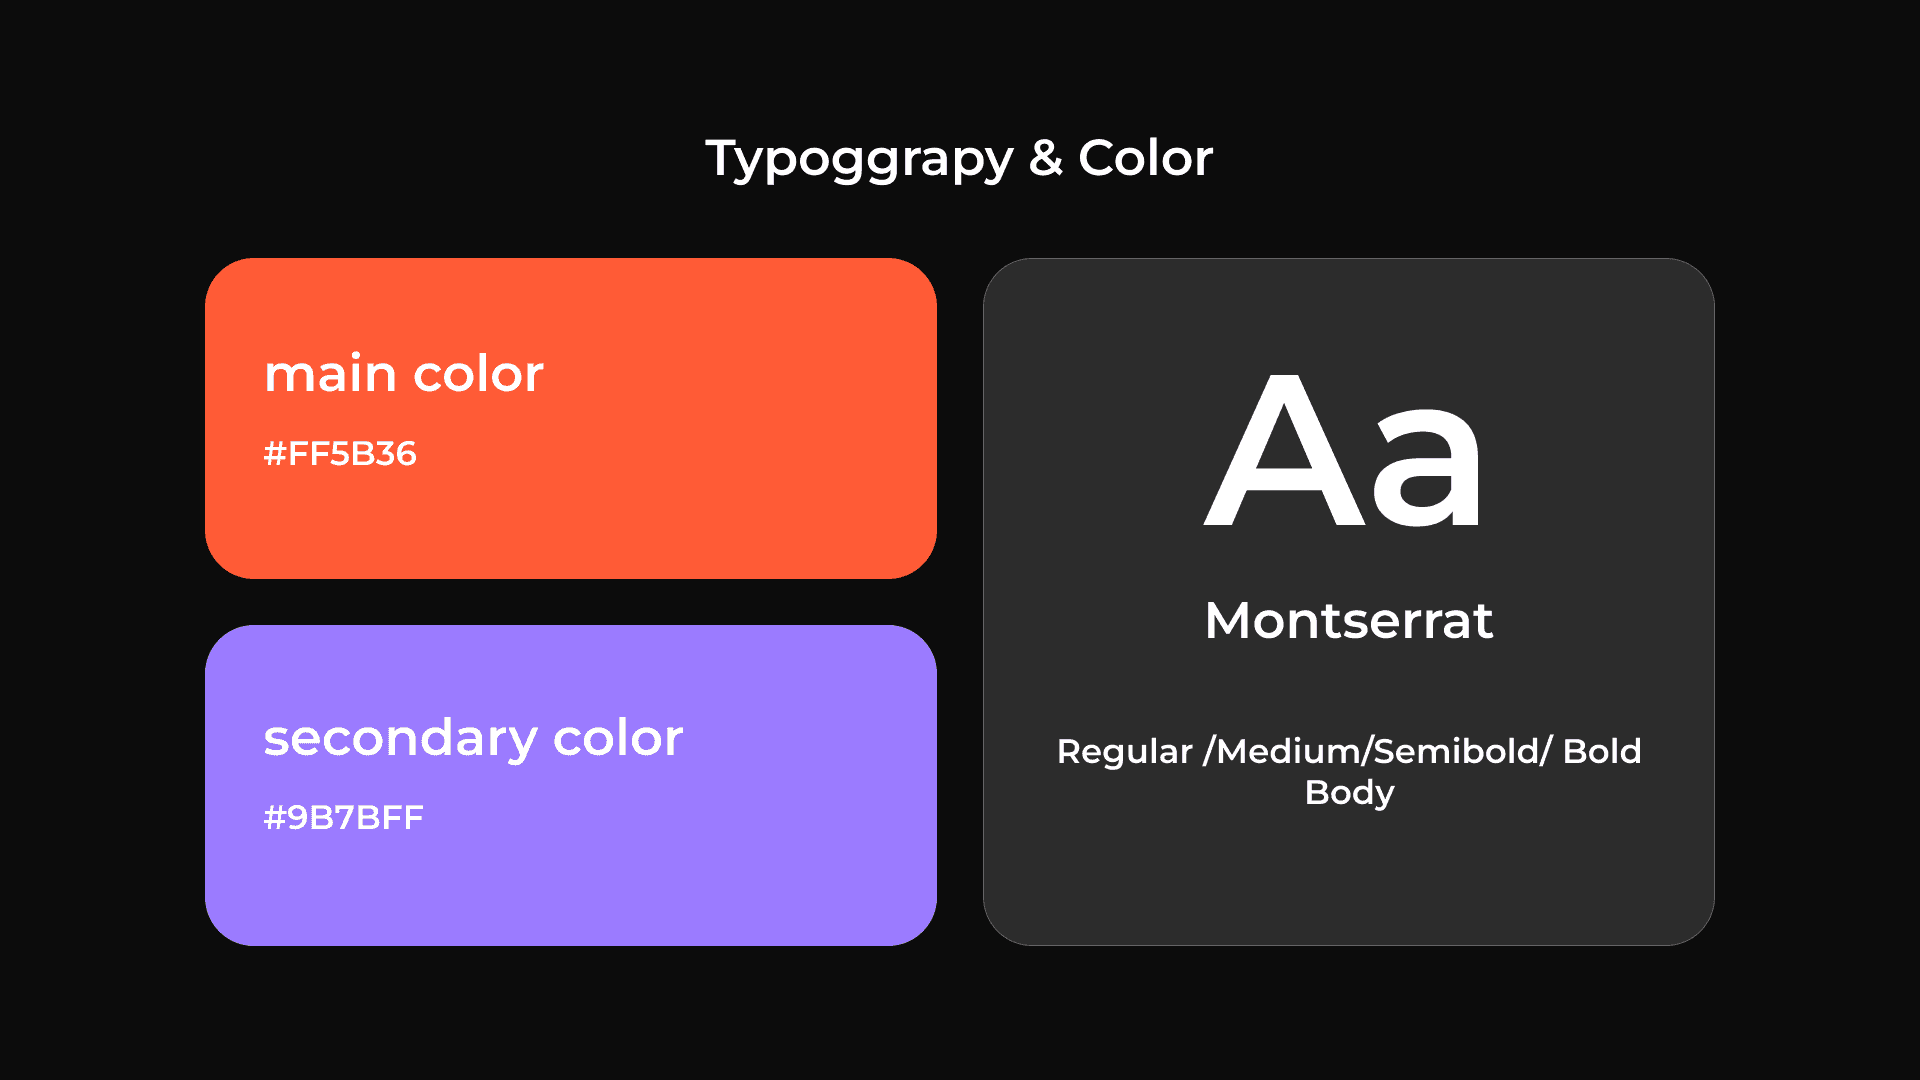 Typoggrapy & Color
main color
#FF5B36
secondary color
#9B7BFF
Aa
Montserrat
Regular /Medium/Semibold/ Bold
Body